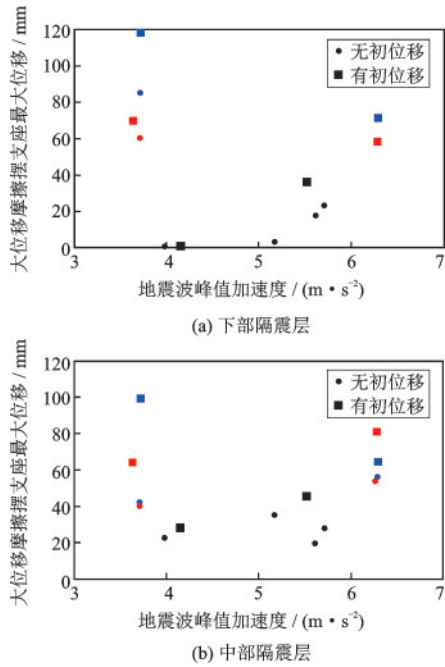 120
100
80
60
40
20
0
大位移摩擦摆支座最大位移 / mm
无初位移
有初位移
3 4 5 6 7
地震波峰值加速度 / (m·s⁻²)
(a) 下部隔震层
120
100
80
60
40
20
0
大位移摩擦摆支座最大位移 / mm
无初位移
有初位移
3 4 5 6 7
地震波峰值加速度 / (m·s⁻²)
(b) 中部隔震层